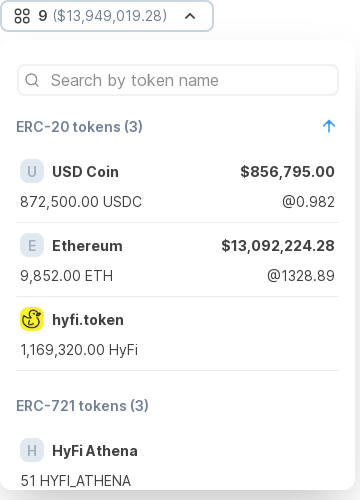 9 ($13,949,019.28)
Search by token name
ERC-20 tokens (3)
U USD Coin $856,795.00
872,500.00 USDC @0.982
E Ethereum $13,092,224.28
9,852.00 ETH @1328.89
hyfi.token
1,169,320.00 HyFi
ERC-721 tokens (3)
H HyFi Athena
51 HYFI_ATHENA